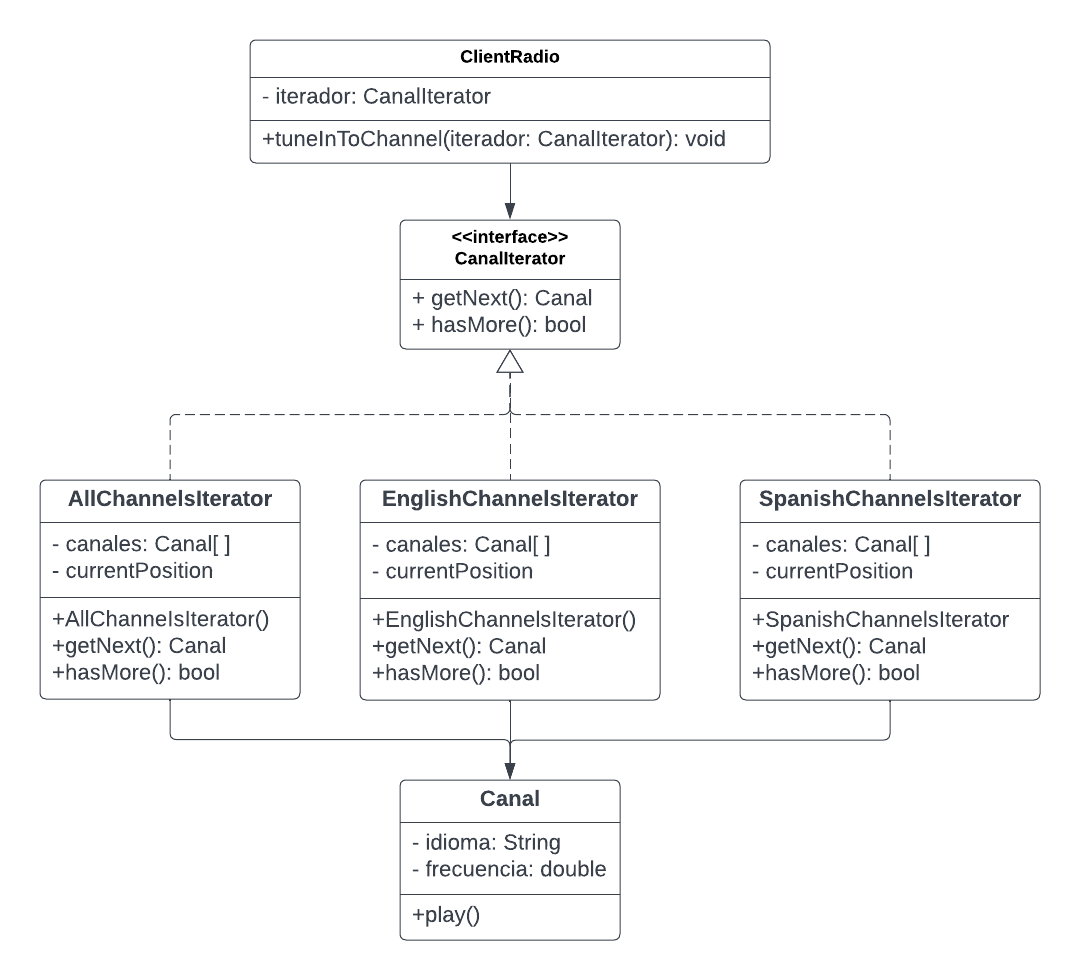 ClientRadio
- iterador: CanalIterator
+tuneInToChannel(iterador: CanalIterator): void
<<interface>>
CanalIterator
+ getNext(): Canal
+ hasMore(): bool
AllChannelsIterator
- canales: Canal[ ]
- currentPosition
+AllChannelsIterator()
+getNext(): Canal
+hasMore(): bool
EnglishChannelsIterator
- canales: Canal[ ]
- currentPosition
+EnglishChannelsIterator()
+getNext(): Canal
+hasMore(): bool
SpanishChannelsIterator
- canales: Canal[ ]
- currentPosition
+SpanishChannelsIterator
+getNext(): Canal
+hasMore(): bool
Canal
- idioma: String
- frecuencia: double
+play()